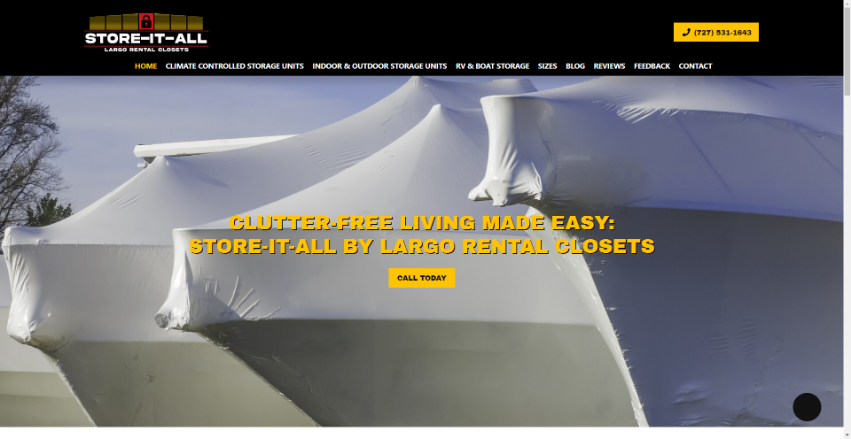 STORE-IT-ALL
LARGO RENTAL CLOSETS
(727) 531-1643
HOME CLIMATE CONTROLLED STORAGE UNITS INDOOR & OUTDOOR STORAGE UNITS RV & BOAT STORAGE SIZES BLOG REVIEWS FEEDBACK CONTACT
CLUTTER-FREE LIVING MADE EASY:
STORE-IT-ALL BY LARGO RENTAL CLOSETS
CALL TODAY